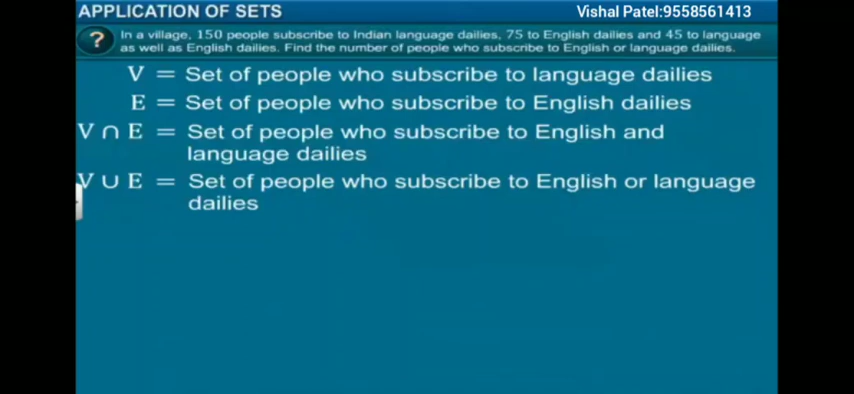 APPLICATION OF SETS
Vishal Patel:9558561413
?
In a village, 150 people subscribe to Indian language dailies, 75 to English dailies and 45 to language
as well as English dailies. Find the number of people who subscribe to English or language dailies.
V = Set of people who subscribe to language dailies
E = Set of people who subscribe to English dailies
V ∩ E = Set of people who subscribe to English and
language dailies
V ∪ E = Set of people who subscribe to English or language
dailies